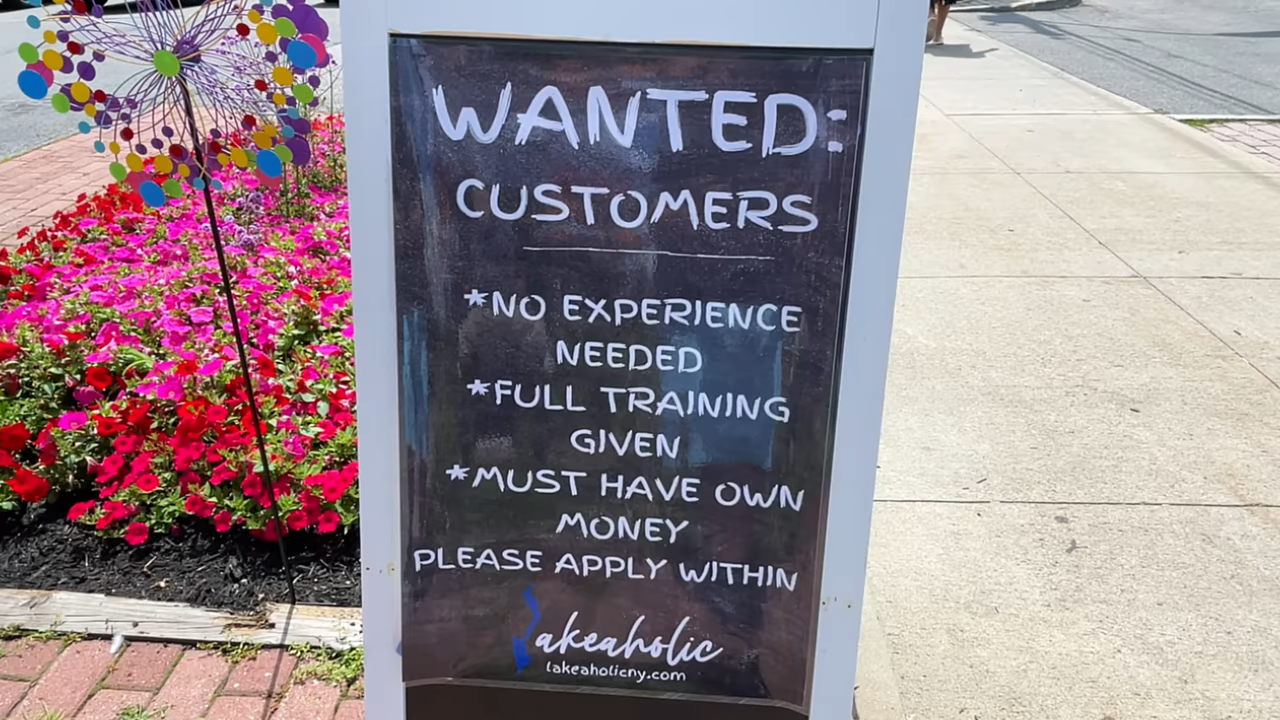 WANTED:
CUSTOMERS
*NO EXPERIENCE
NEEDED
*FULL TRAINING
GIVEN
*MUST HAVE OWN
MONEY
PLEASE APPLY WITHIN
Lakeaholic
lakeaholicny.com